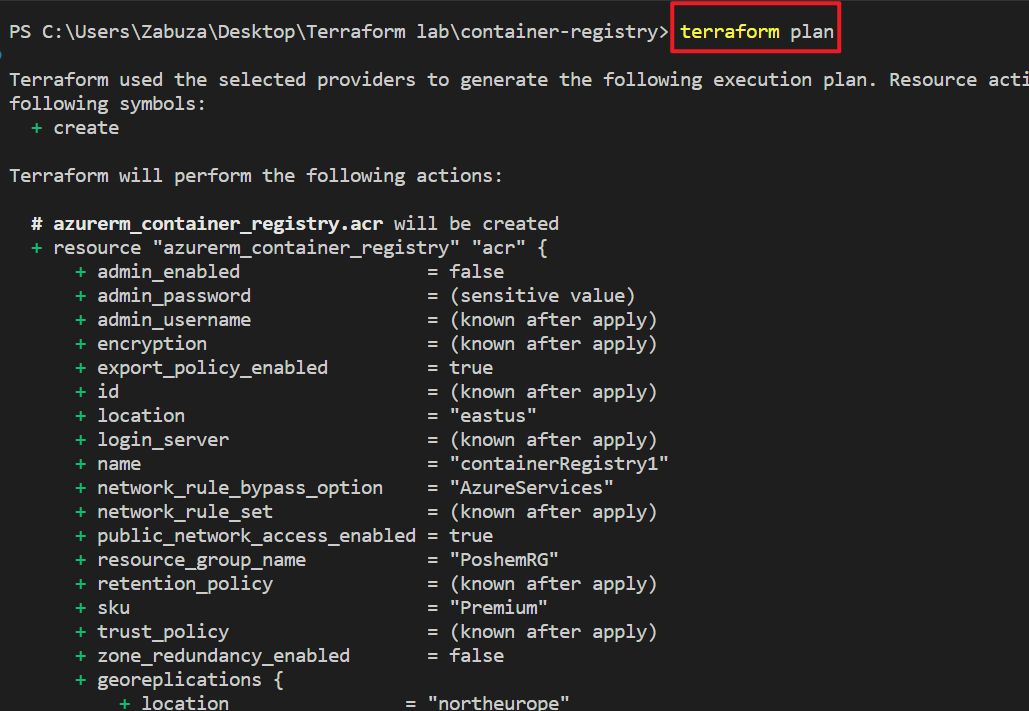 PS C:\Users\Zabuza\Desktop\Terraform lab\container-registry> terraform plan
Terraform used the selected providers to generate the following execution plan. Resource acti
following symbols:
+ create
Terraform will perform the following actions:
# azurerm_container_registry.acr will be created
+ resource "azurerm_container_registry" "acr" {
+ admin_enabled = false
+ admin_password = (sensitive value)
+ admin_username = (known after apply)
+ encryption = (known after apply)
+ export_policy_enabled = true
+ id = (known after apply)
+ location = "eastus"
+ login_server = (known after apply)
+ name = "containerRegistry1"
+ network_rule_bypass_option = "AzureServices"
+ network_rule_set = (known after apply)
+ public_network_access_enabled = true
+ resource_group_name = "PoshemRG"
+ retention_policy = (known after apply)
+ sku = "Premium"
+ trust_policy = (known after apply)
+ zone_redundancy_enabled = false
+ georeplications {
+ location = "northeurope"